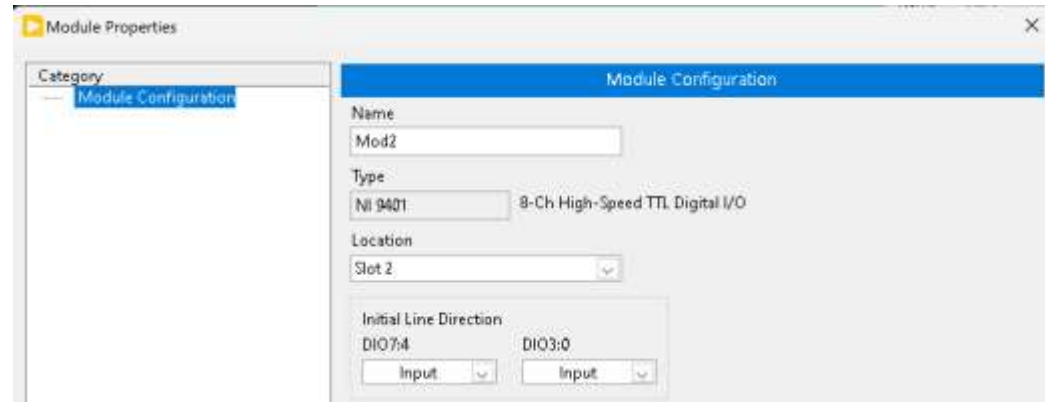 Module Properties
Category
Module Configuration
Module Configuration
Name
Mod2
Type
NI 9401 8-Ch High-Speed TTL Digital I/O
Location
Slot 2
Initial Line Direction
DIO7:4 DIO3:0
Input Input